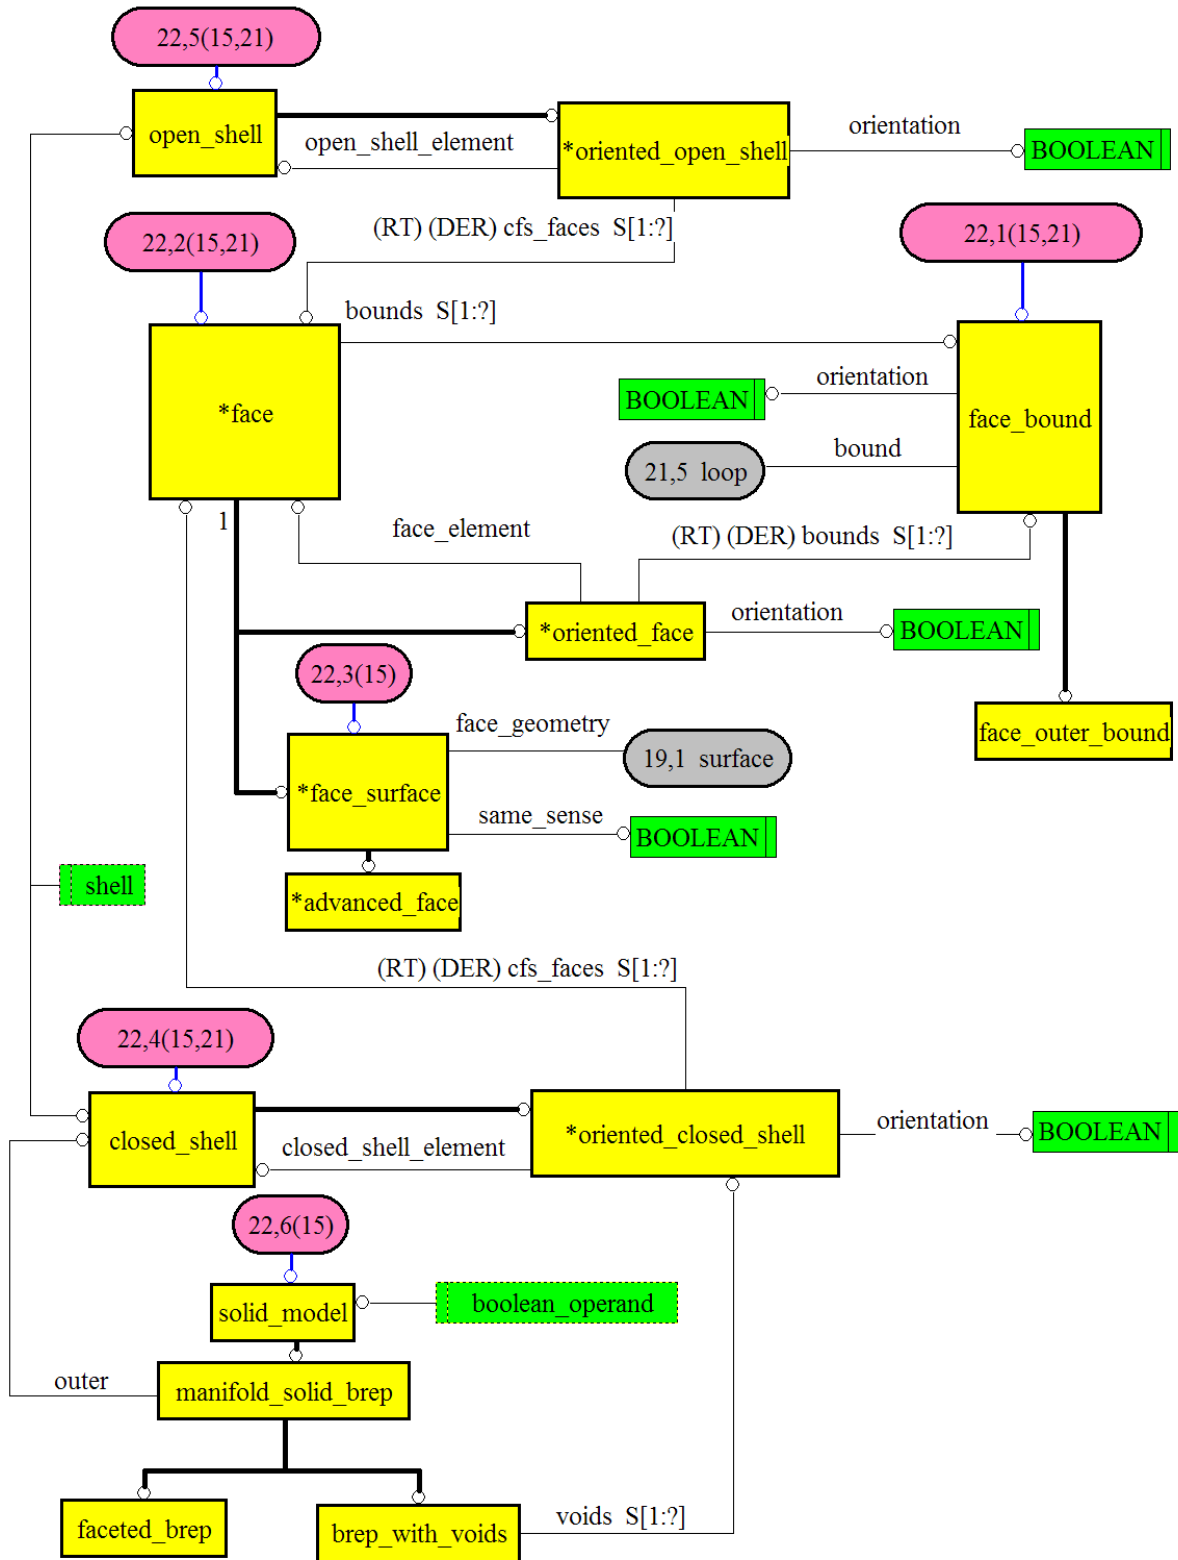 22,5(15,21)
open_shell
open_shell_element
*oriented_open_shell
orientation
BOOLEAN
(RT) (DER) cfs_faces S[1:?]
22,2(15,21)
22,1(15,21)
bounds S[1:?]
*face
orientation
BOOLEAN
face_bound
bound
21,5 loop
1
face_element
(RT) (DER) bounds S[1:?]
*oriented_face
orientation
BOOLEAN
22,3(15)
face_geometry
19,1 surface
face_outer_bound
*face_surface
same_sense
BOOLEAN
shell
*advanced_face
(RT) (DER) cfs_faces S[1:?]
22,4(15,21)
closed_shell
closed_shell_element
*oriented_closed_shell
orientation
BOOLEAN
22,6(15)
solid_model
boolean_operand
outer
manifold_solid_brep
faceted_brep
brep_with_voids
voids S[1:?]